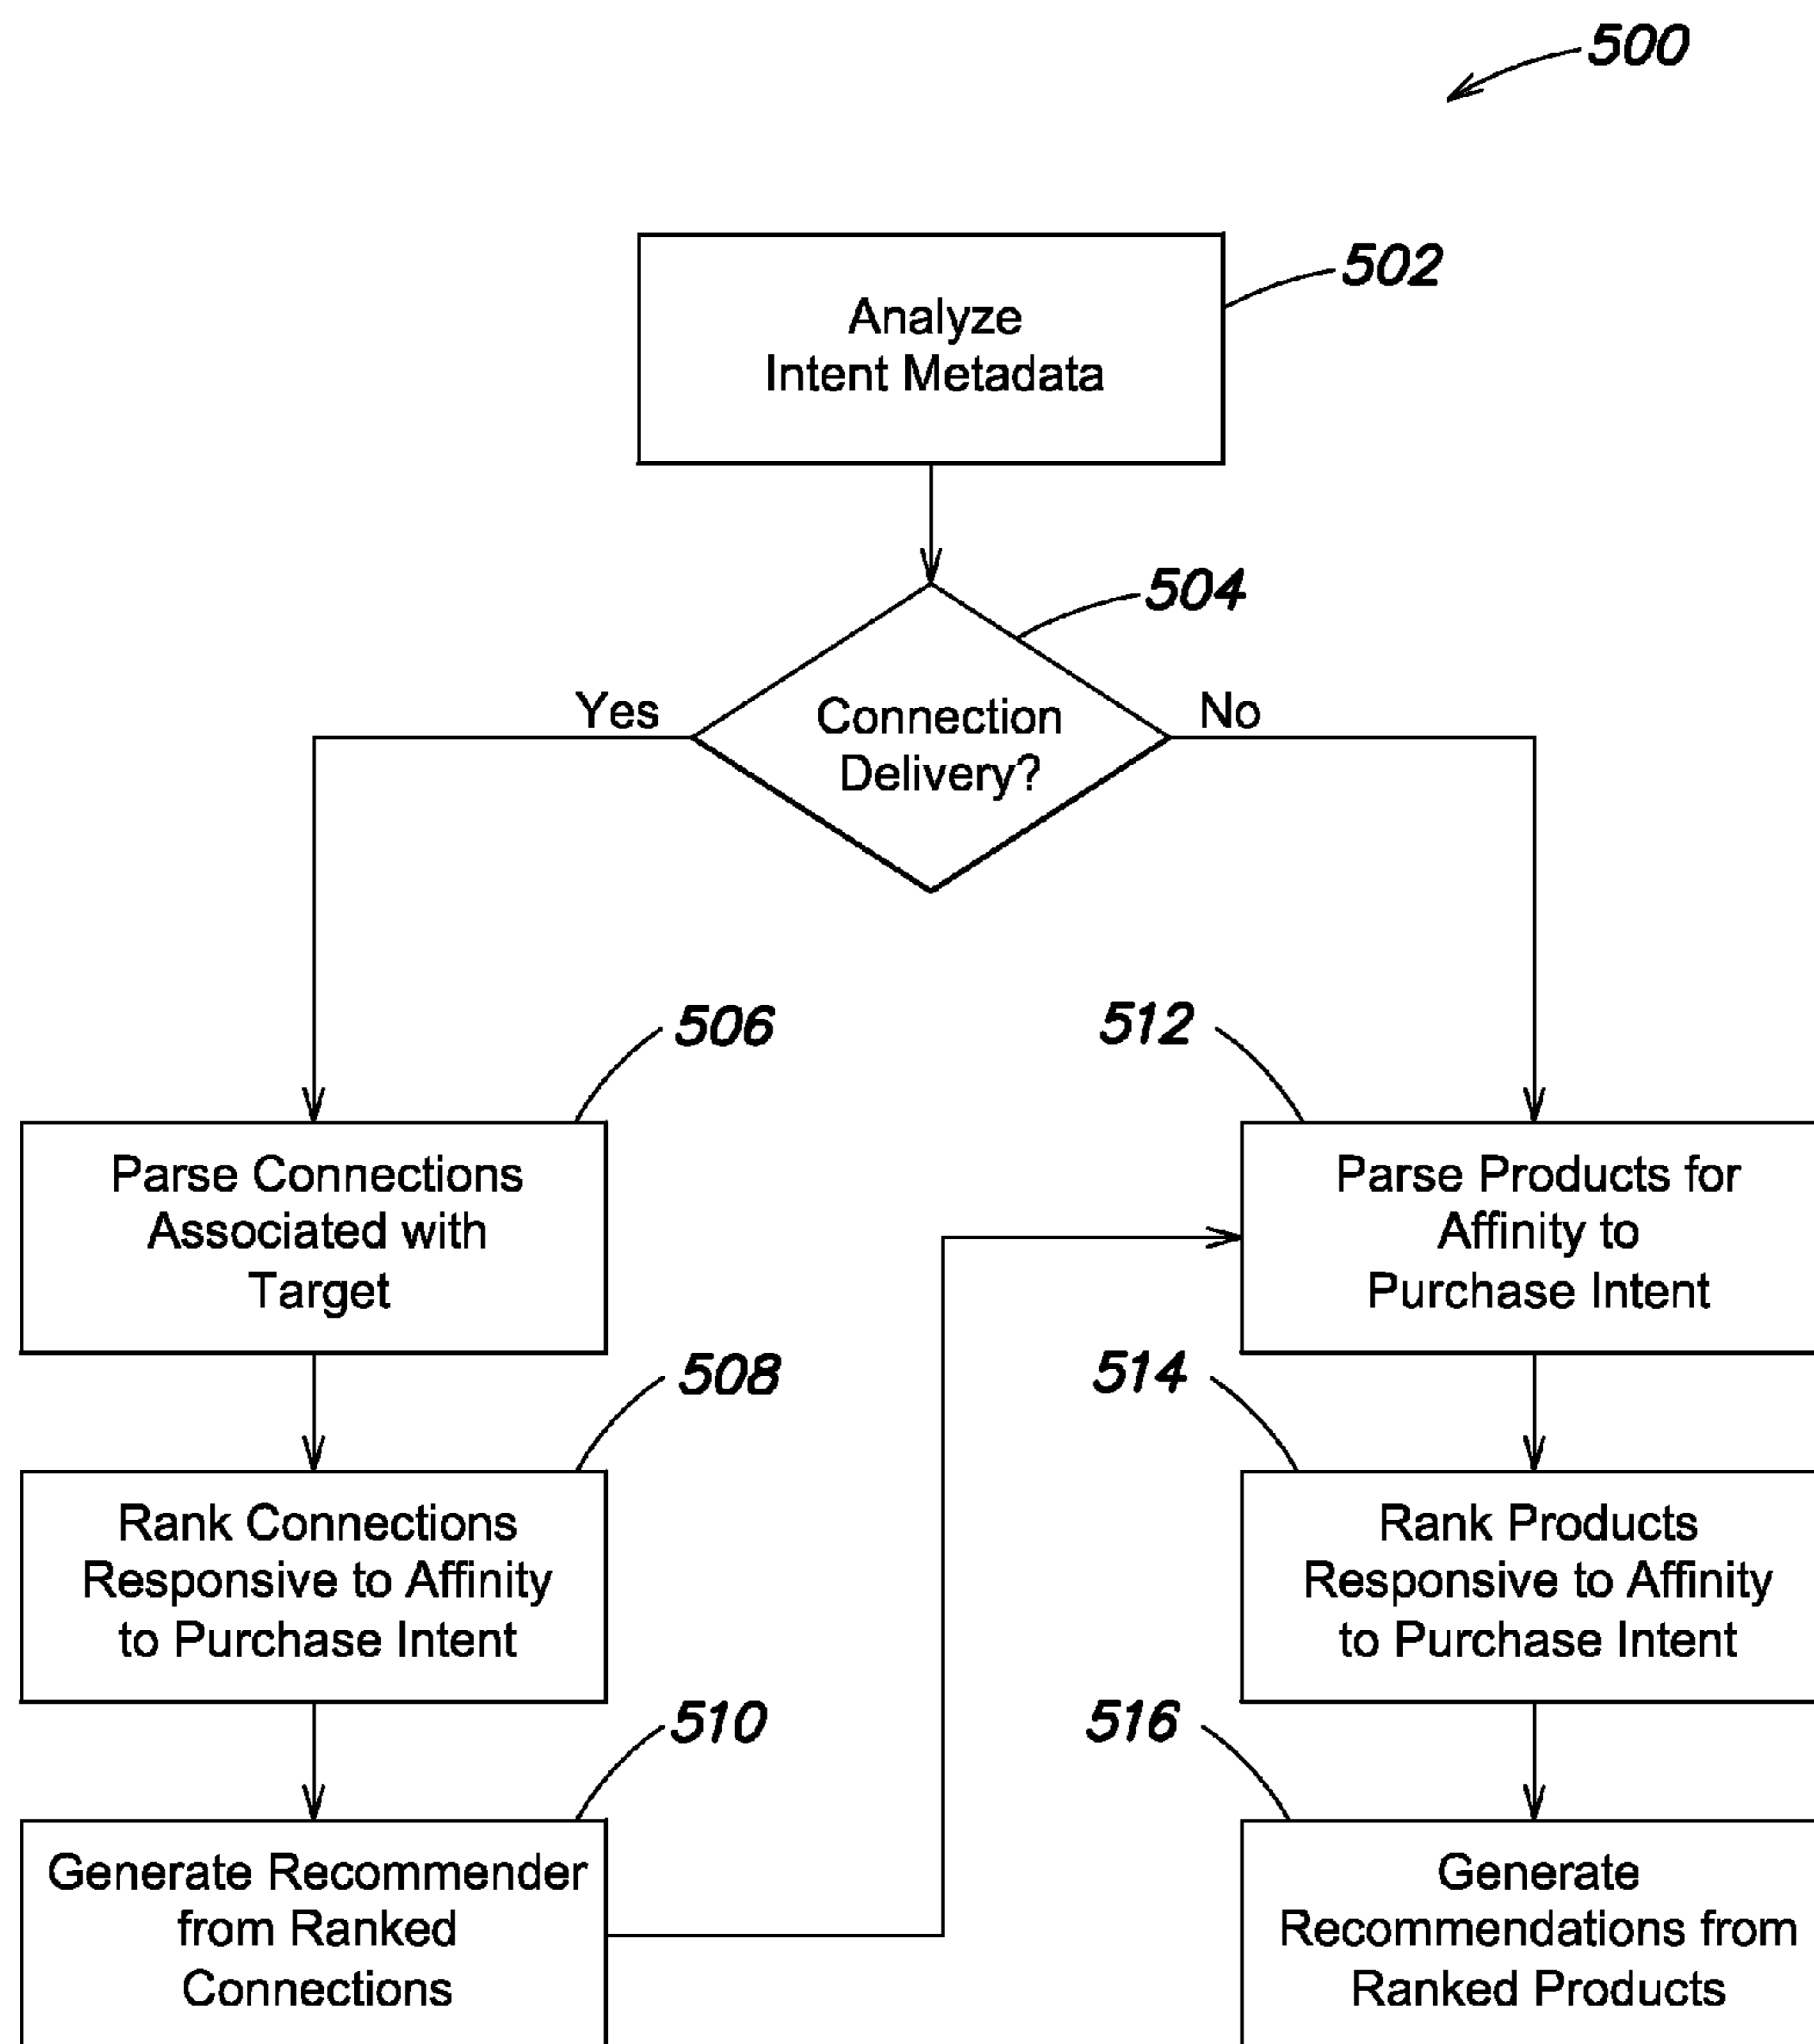 500
502
Analyze
Intent Metadata
504
Yes
Connection
Delivery?
No
506
Parse Connections
Associated with
Target
508
Rank Connections
Responsive to Affinity
to Purchase Intent
510
Generate Recommender
from Ranked
Connections
512
Parse Products for
Affinity to
Purchase Intent
514
Rank Products
Responsive to Affinity
to Purchase Intent
516
Generate
Recommendations from
Ranked Products